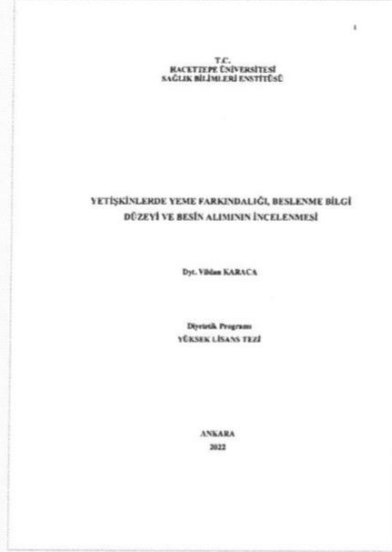 1
T.C.
HACETTEPE ÜNİVERSİTESİ
SAĞLIK BİLİMLERİ ENSTİTÜSÜ
YETİŞKİNLERDE YEME FARKINDALIĞI, BESLENME BİLGİ
DÜZEYİ VE BESİN ALIMININ İNCELENMESİ
Dyt. Vildan KARACA
Diyetetik Programı
YÜKSEK LİSANS TEZİ
ANKARA
2022